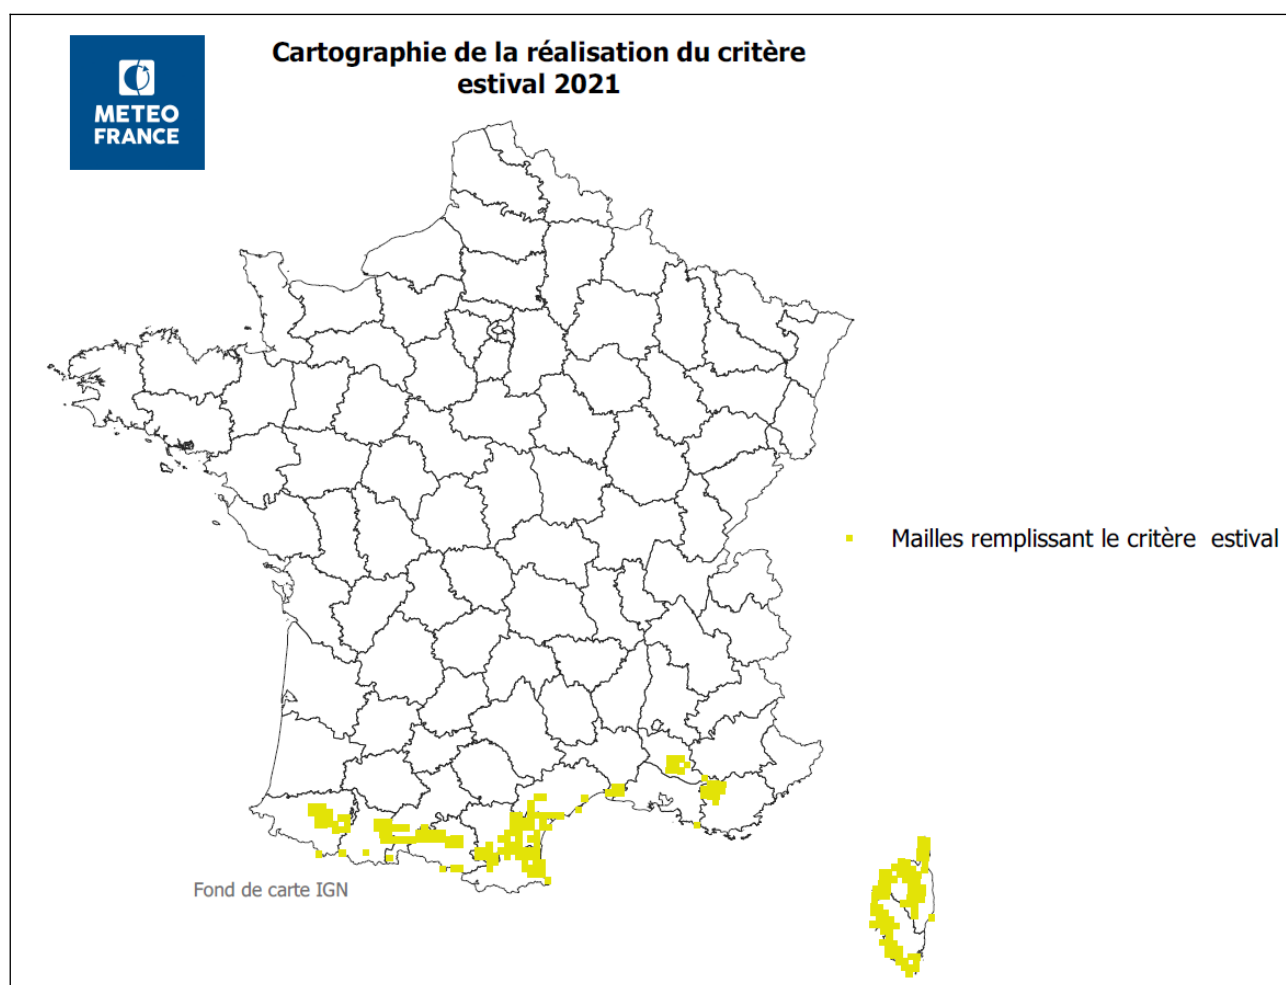 Cartographie de la réalisation du critère
estival 2021
METEO
FRANCE
Mailles remplissant le critère  estival
Fond de carte IGN